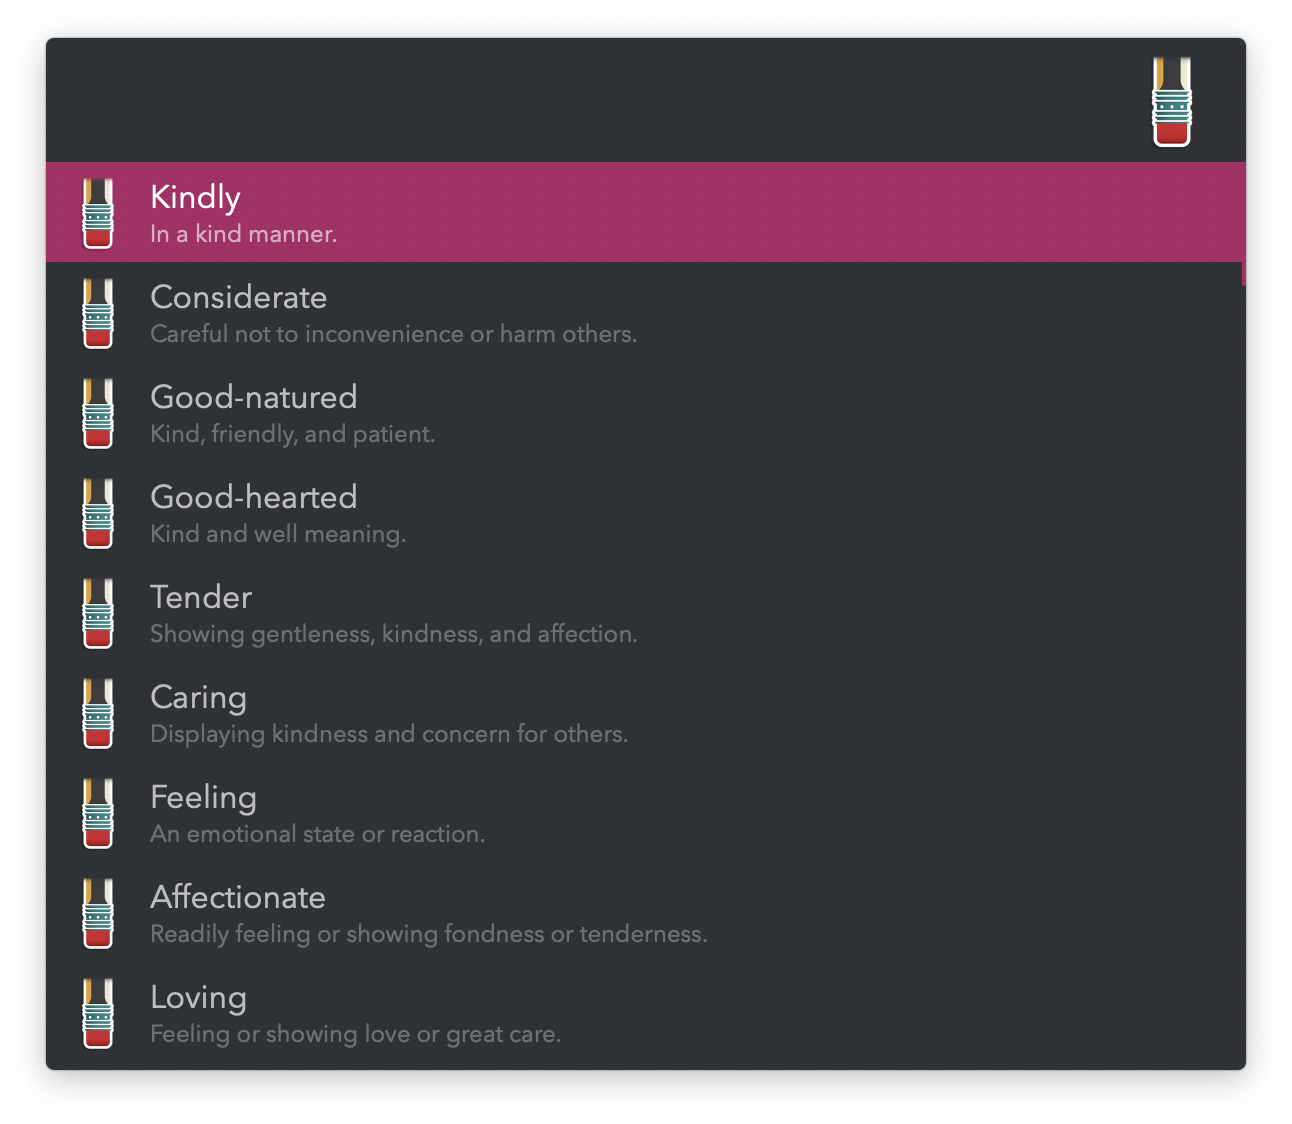 Kindly
In a kind manner.
Considerate
Careful not to inconvenience or harm others.
Good-natured
Kind, friendly, and patient.
Good-hearted
Kind and well meaning.
Tender
Showing gentleness, kindness, and affection.
Caring
Displaying kindness and concern for others.
Feeling
An emotional state or reaction.
Affectionate
Readily feeling or showing fondness or tenderness.
Loving
Feeling or showing love or great care.